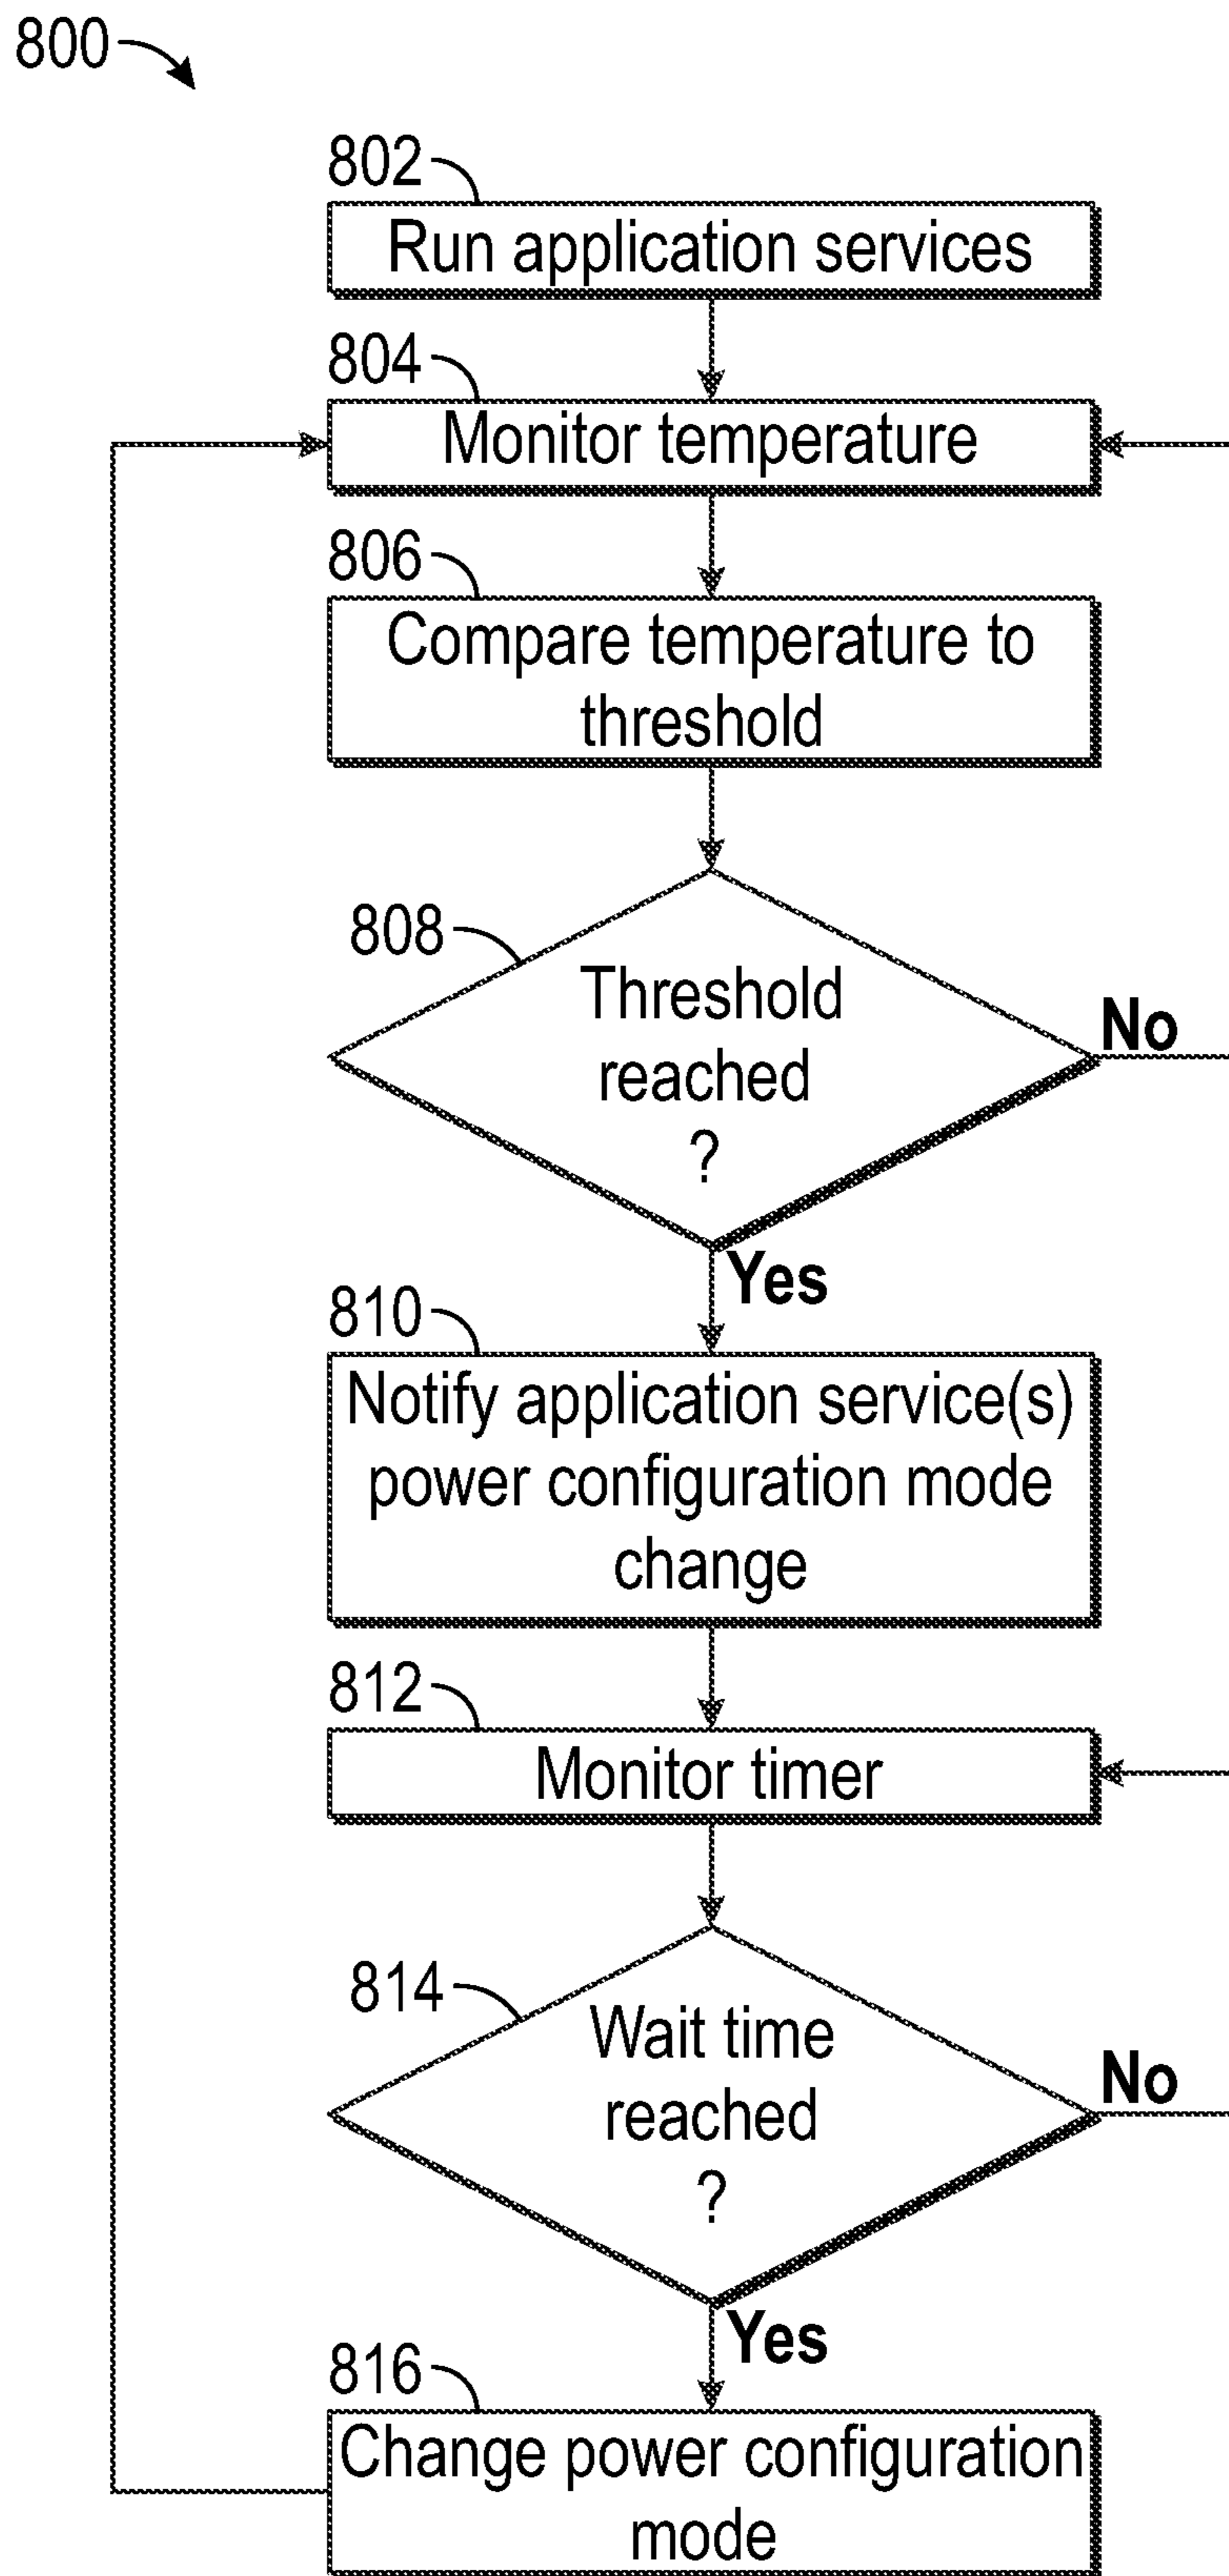 800
802
Run application services
804
Monitor temperature
806
Compare temperature to
threshold
808
Threshold
reached
?
No
Yes
810
Notify application service(s)
power configuration mode
change
812
Monitor timer
814
Wait time
reached
?
No
Yes
816
Change power configuration
mode